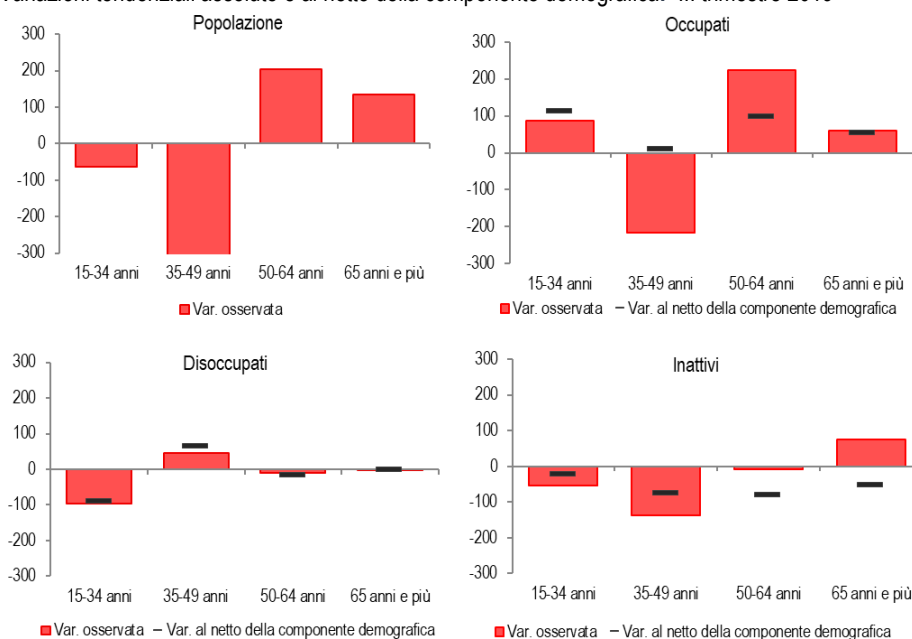 Popolazione
300
200
100
0
-100
-200
-300
15-34 anni 35-49 anni 50-64 anni 65 anni e più
Var. osservata
Occupati
300
200
100
0
-100
-200
-300
15-34 anni 35-49 anni 50-64 anni 65 anni e più
Var. osservata Var. al netto della componente demografica
Disoccupati
300
200
100
0
-100
-200
-300
15-34 anni 35-49 anni 50-64 anni 65 anni e più
Var. osservata Var. al netto della componente demografica
Inattivi
300
200
100
0
-100
-200
-300
15-34 anni 35-49 anni 50-64 anni 65 anni e più
Var. osservata Var. al netto della componente demografica